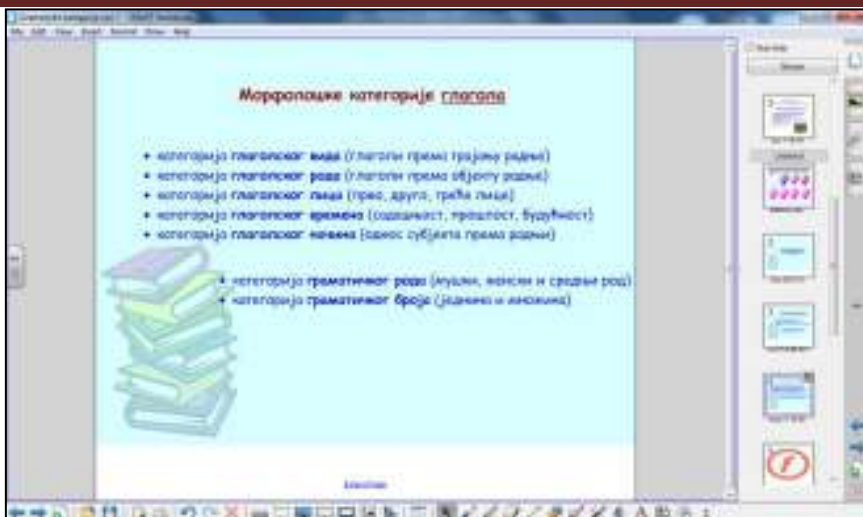 Морфолошке категорије глагола
• категорија глаголског вида (глаголи према трајању радње)
• категорија глаголског рода (глаголи према објекту радње)
• категорија глаголског лица (прво, друго, треће лице)
• категорија глаголског времена (садашњост, прошлост, будућност)
• категорија глаголског начина (однос субјекта према радњи)
• категорија граматичког рода (мушки, женски и средњи род)
• категорија граматичког броја (једнина и множина)